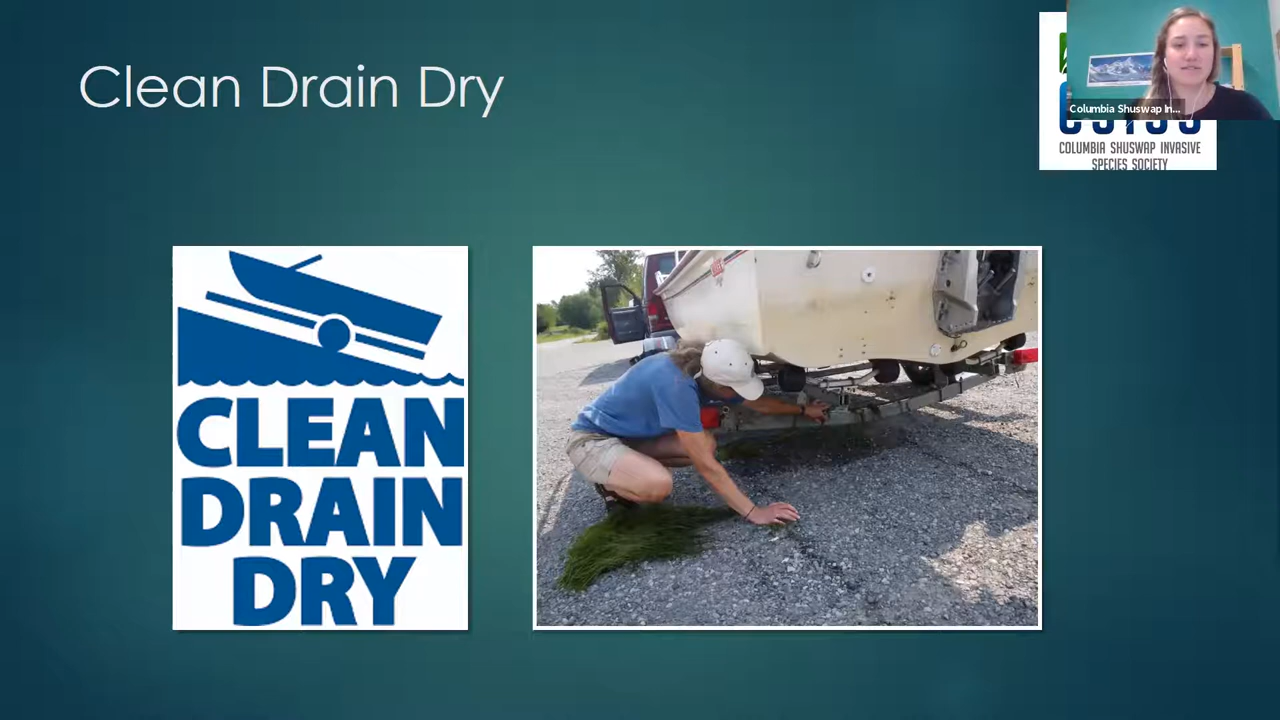 Clean Drain Dry
Columbia Shuswap In...
COLUMBIA SHUSWAP INVASIVE
SPECIES SOCIETY
CLEAN
DRAIN
DRY